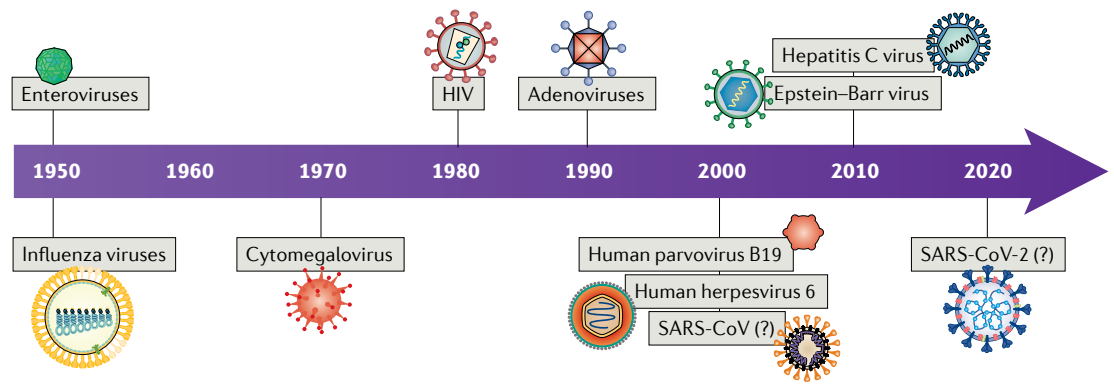 Hepatitis C virus
Enteroviruses
HIV
Adenoviruses
Epstein–Barr virus
1950
1960
1970
1980
1990
2000
2010
2020
Influenza viruses
Cytomegalovirus
Human parvovirus B19
SARS-CoV-2 (?)
Human herpesvirus 6
SARS-CoV (?)